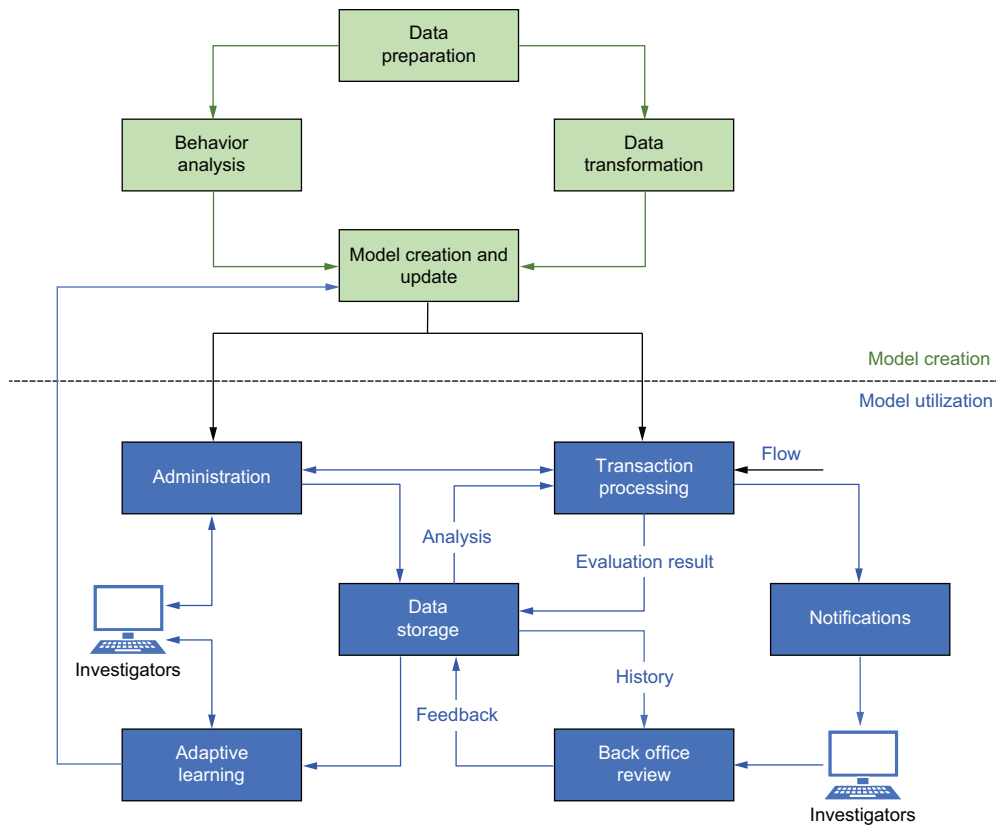 Data
preparation
Behavior
analysis
Data
transformation
Model creation and
update
Model creation
Model utilization
Administration
Transaction
processing
Flow
Analysis
Evaluation result
Data
storage
Notifications
Investigators
History
Feedback
Adaptive
learning
Back office
review
Investigators